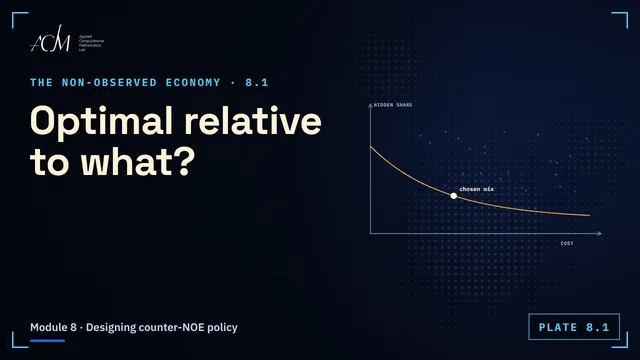 ACM
Applied
Computational
Mathematics
Lab
THE NON-OBSERVED ECONOMY · 8.1
Optimal relative
to what?
HIDDEN SHARE
chosen mix
COST
Module 8 · Designing counter-NOE policy
PLATE 8.1